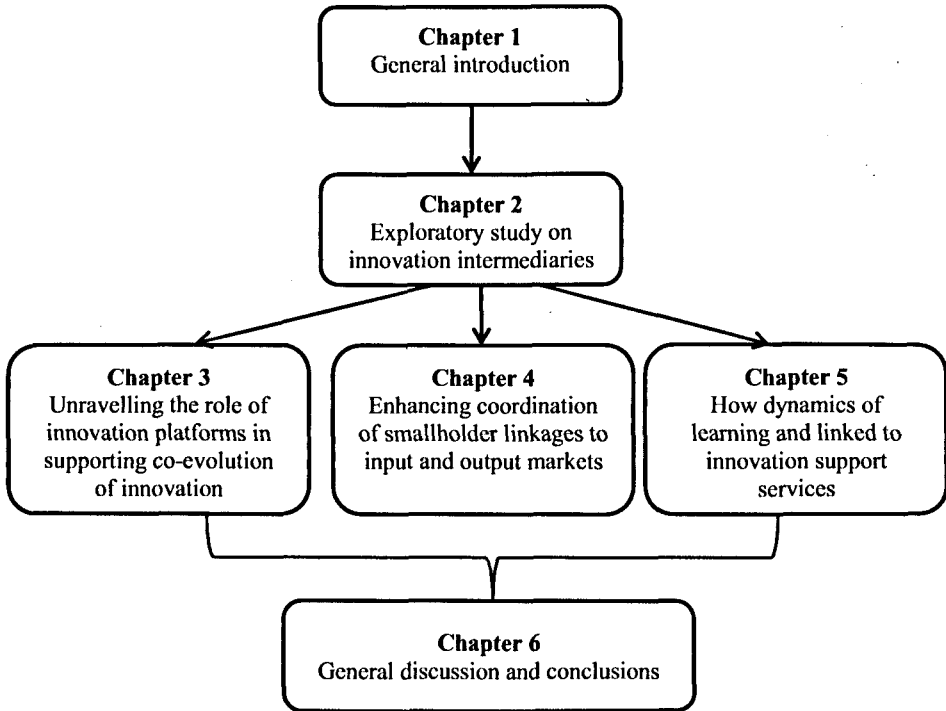 Chapter 1
General introduction
Chapter 2
Exploratory study on
innovation intermediaries
Chapter 3
Unravelling the role of
innovation platforms in
supporting co-evolution
of innovation
Chapter 4
Enhancing coordination
of smallholder linkages to
input and output markets
Chapter 5
How dynamics of
learning and linked to
innovation support
services
Chapter 6
General discussion and conclusions